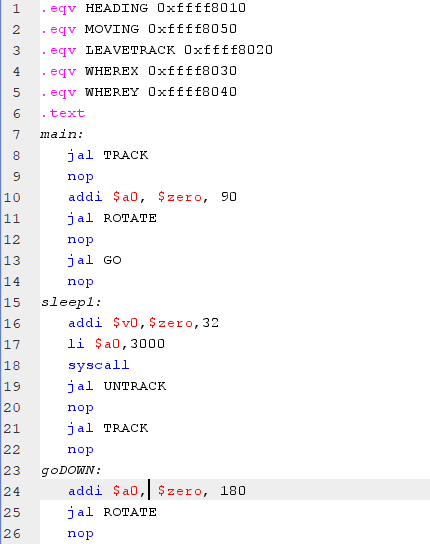 1 .eqv HEADING 0xffff8010
2 .eqv MOVING 0xffff8050
3 .eqv LEAVETRACK 0xffff8020
4 .eqv WHEREX 0xffff8030
5 .eqv WHEREY 0xffff8040
6 .text
7 main:
8 jal TRACK
9 nop
10 addi $a0, $zero, 90
11 jal ROTATE
12 nop
13 jal GO
14 nop
15 sleep1:
16 addi $v0,$zero,32
17 li $a0,3000
18 syscall
19 jal UNTRACK
20 nop
21 jal TRACK
22 nop
23 goDOWN:
24 addi $a0, $zero, 180
25 jal ROTATE
26 nop